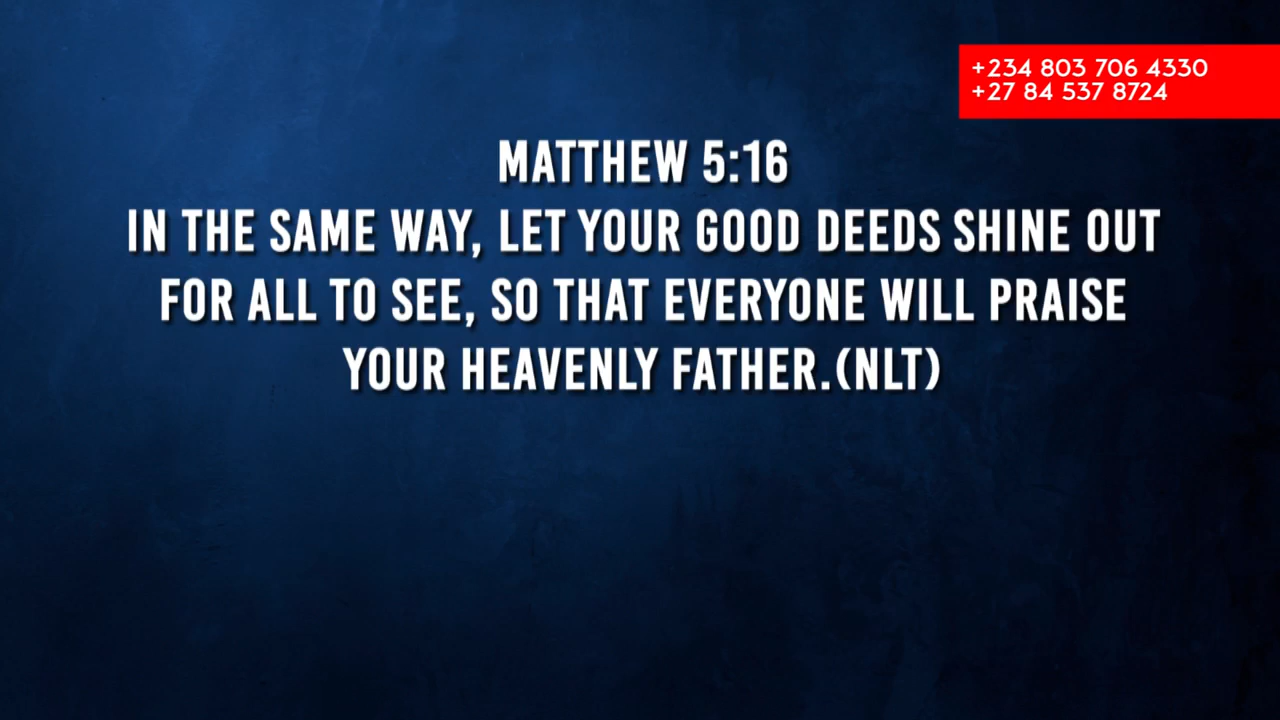 +234 803 706 4330
+27 84 537 8724
MATTHEW 5:16
IN THE SAME WAY, LET YOUR GOOD DEEDS SHINE OUT
FOR ALL TO SEE, SO THAT EVERYONE WILL PRAISE
YOUR HEAVENLY FATHER.(NLT)